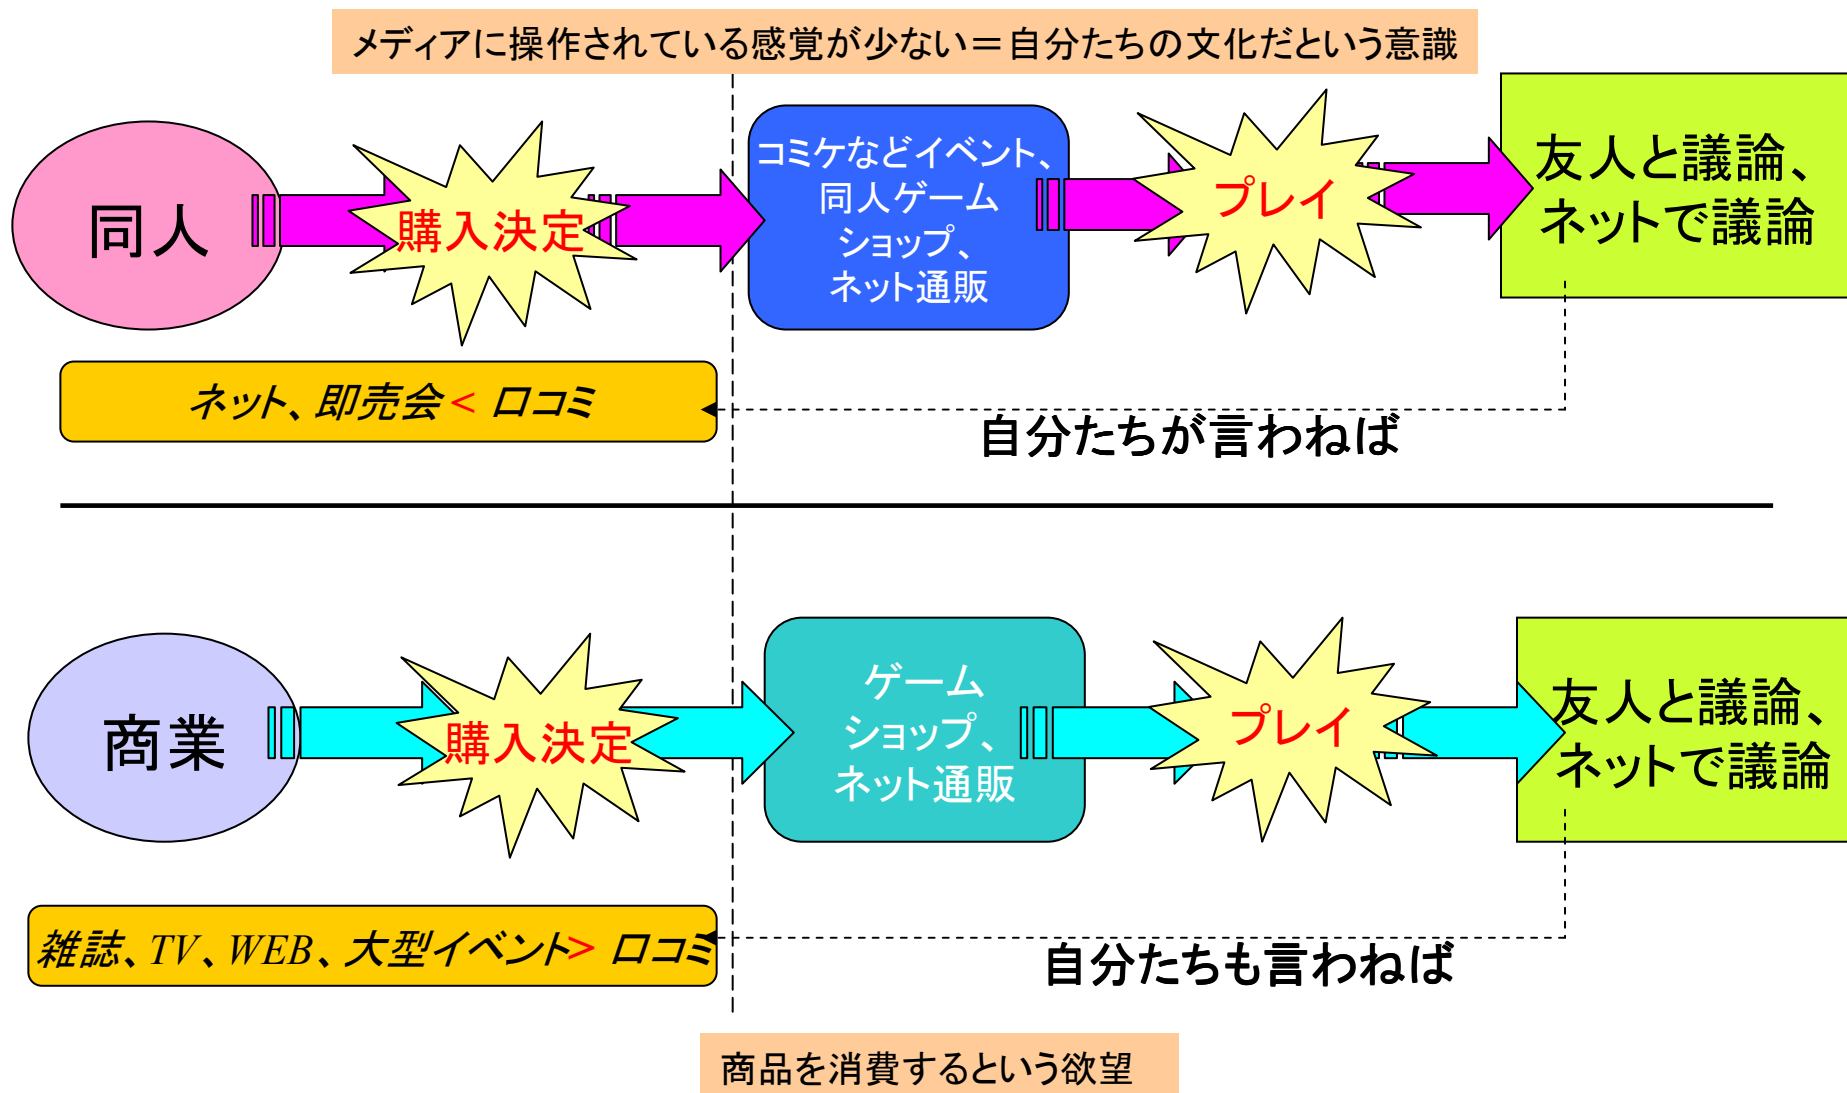 メディアに操作されている感覚が少ない＝自分たちの文化だという意識
同人
購入決定
コミケなどイベント、
同人ゲーム
ショップ、
ネット通販
プレイ
友人と議論、
ネットで議論
ネット、即売会 < 口コミ
自分たちが言わねば
商業
購入決定
ゲーム
ショップ、
ネット通販
プレイ
友人と議論、
ネットで議論
雑誌、TV、WEB、大型イベント> 口コミ
自分たちも言わねば
商品を消費するという欲望